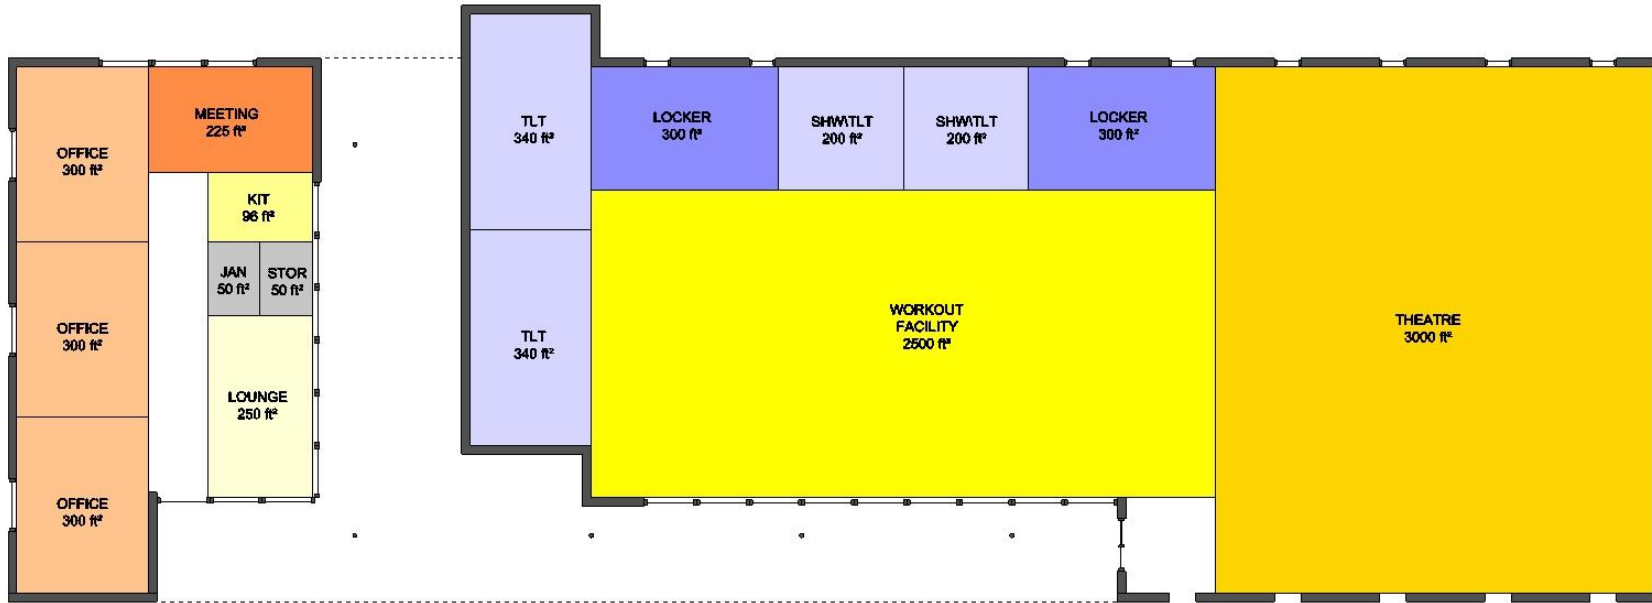 OFFICE
300 ft²
MEETING
225 ft²
KIT
96 ft²
JAN
50 ft²
STOR
50 ft²
OFFICE
300 ft²
LOUNGE
250 ft²
OFFICE
300 ft²
TLT
340 ft²
TLT
340 ft²
LOCKER
300 ft²
SHW\TLT
200 ft²
SHW\TLT
200 ft²
LOCKER
300 ft²
WORKOUT
FACILITY
2500 ft²
THEATRE
3000 ft²